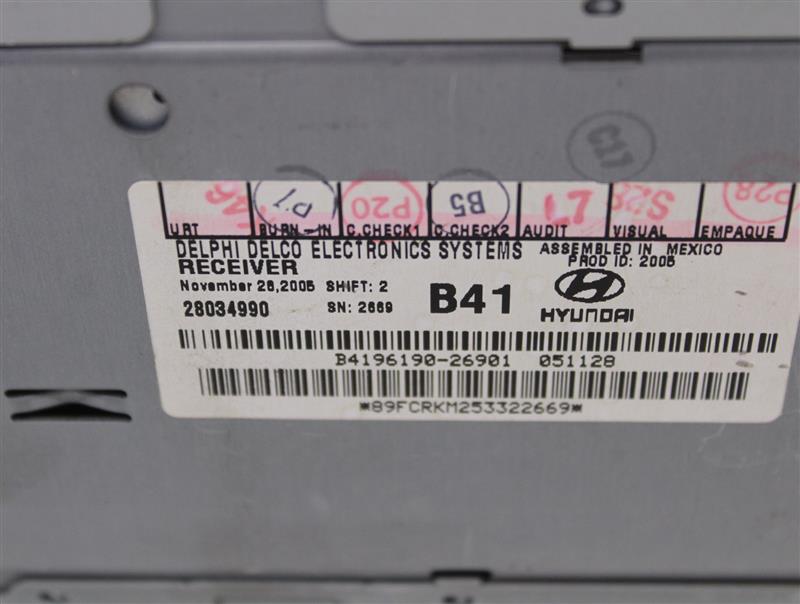 C17
P7 P20 B5 L7 P28
URT BURN-IN C.CHECK1 C.CHECK2 AUDIT VISUAL EMPAQUE
DELPHI DELCO ELECTRONICS SYSTEMS ASSEMBLED IN MEXICO
RECEIVER PROD ID: 2005
November 28,2005 SHIFT: 2
28034990 SN: 2669 B41 HYUNDAI
B4196190-26901 051128
*89FCRKM253322669*